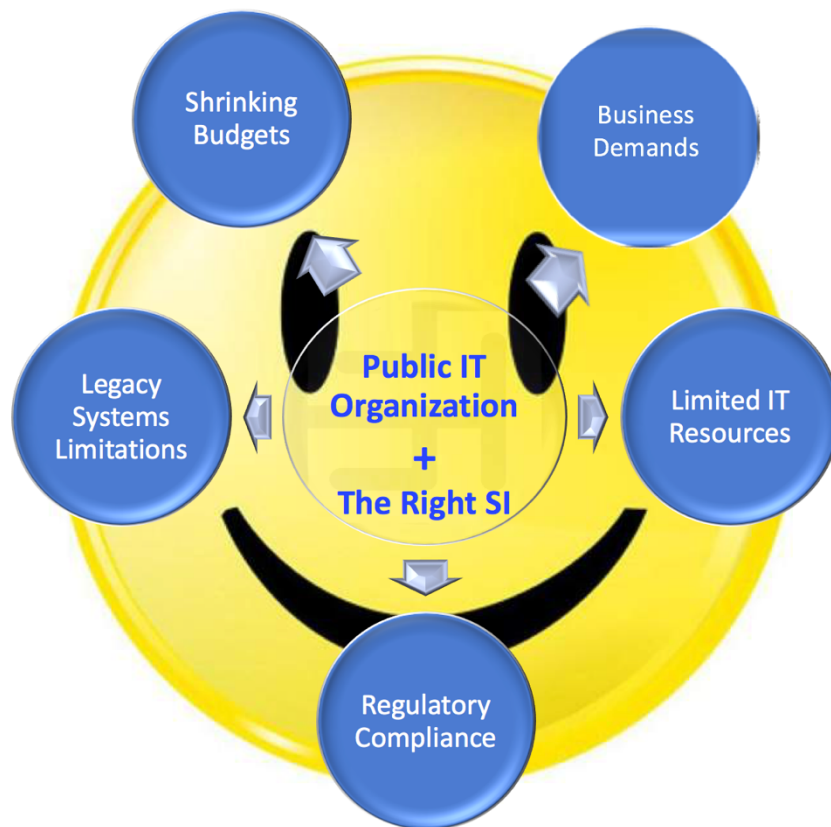 Shrinking
Budgets
Business
Demands
Legacy
Systems
Limitations
Public IT
Organization
+
The Right SI
Limited IT
Resources
Regulatory
Compliance